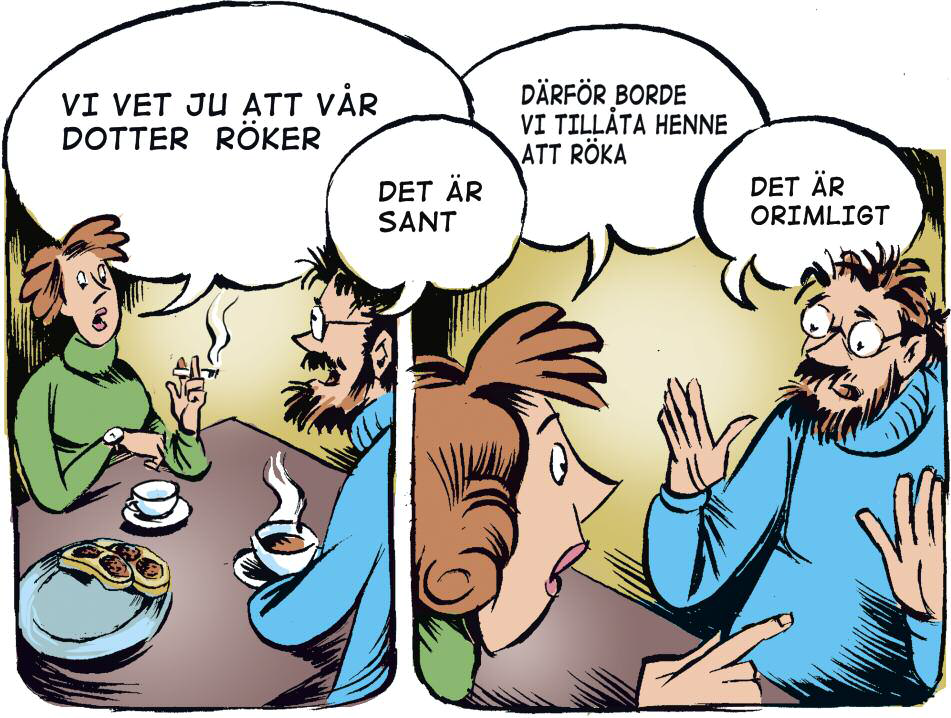 VI VET JU ATT VÅR
DOTTER RÖKER
DET ÄR
SANT
DÄRFÖR BORDE
VI TILLÅTA HENNE
ATT RÖKA
DET ÄR
ORIMLIGT